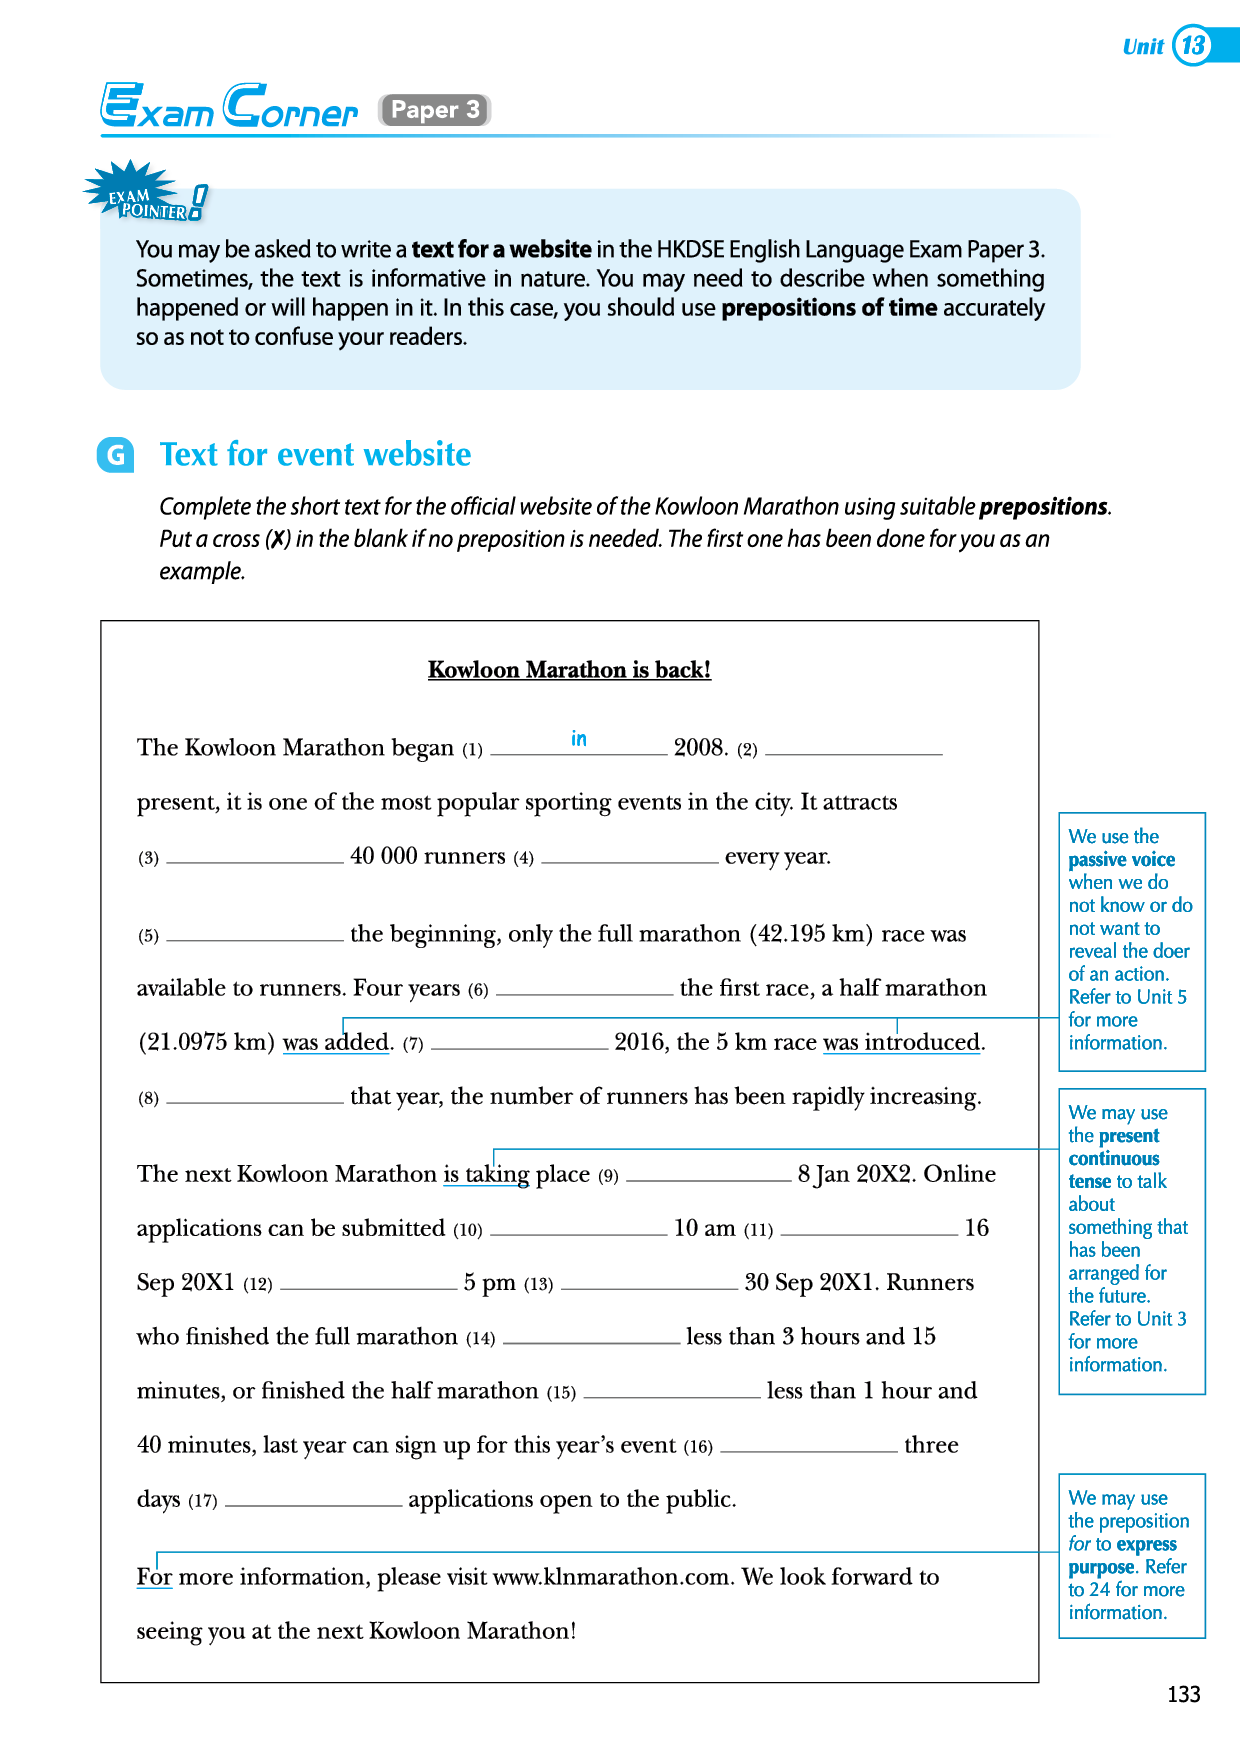 Unit 13
Exam Corner Paper 3
EXAM
POINTER!
You may be asked to write a text for a website in the HKDSE English Language Exam Paper 3.
Sometimes, the text is informative in nature. You may need to describe when something
happened or will happen in it. In this case, you should use prepositions of time accurately
so as not to confuse your readers.
G Text for event website
Complete the short text for the official website of the Kowloon Marathon using suitable prepositions.
Put a cross (✗) in the blank if no preposition is needed. The first one has been done for you as an
example.
Kowloon Marathon is back!
The Kowloon Marathon began (1) in 2008. (2)
present, it is one of the most popular sporting events in the city. It attracts
(3) 40 000 runners (4) every year.
(5) the beginning, only the full marathon (42.195 km) race was
available to runners. Four years (6) the first race, a half marathon
(21.0975 km) was added. (7) 2016, the 5 km race was introduced.
(8) that year, the number of runners has been rapidly increasing.
The next Kowloon Marathon is taking place (9) 8 Jan 20X2. Online
applications can be submitted (10) 10 am (11) 16
Sep 20X1 (12) 5 pm (13) 30 Sep 20X1. Runners
who finished the full marathon (14) less than 3 hours and 15
minutes, or finished the half marathon (15) less than 1 hour and
40 minutes, last year can sign up for this year's event (16) three
days (17) applications open to the public.
For more information, please visit www.klnmarathon.com. We look forward to
seeing you at the next Kowloon Marathon!
We use the
passive voice
when we do
not know or do
not want to
reveal the doer
of an action.
Refer to Unit 5
for more
information.
We may use
the present
continuous
tense to talk
about
something that
has been
arranged for
the future.
Refer to Unit 3
for more
information.
We may use
the preposition
for to express
purpose. Refer
to 24 for more
information.
133